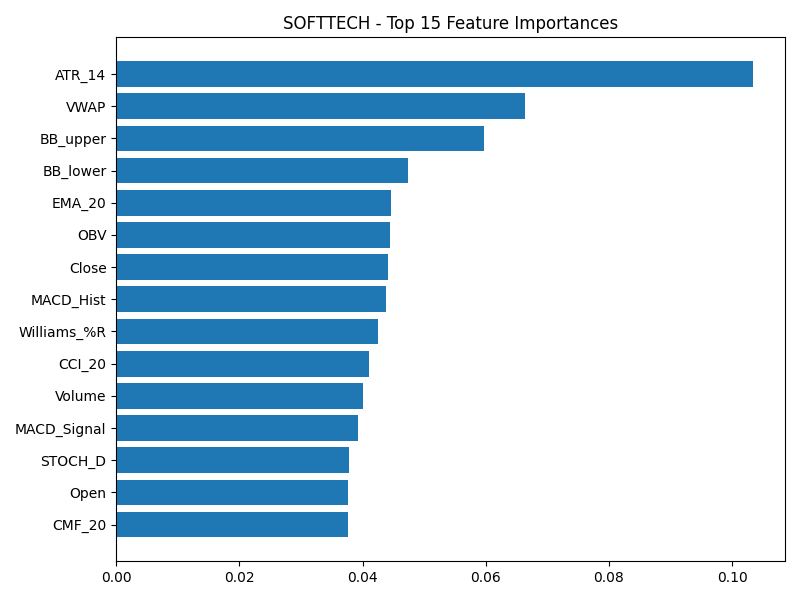 SOFTTECH - Top 15 Feature Importances
ATR_14
VWAP
BB_upper
BB_lower
EMA_20
OBV
Close
MACD_Hist
Williams_%R
CCI_20
Volume
MACD_Signal
STOCH_D
Open
CMF_20
0.00 0.02 0.04 0.06 0.08 0.10